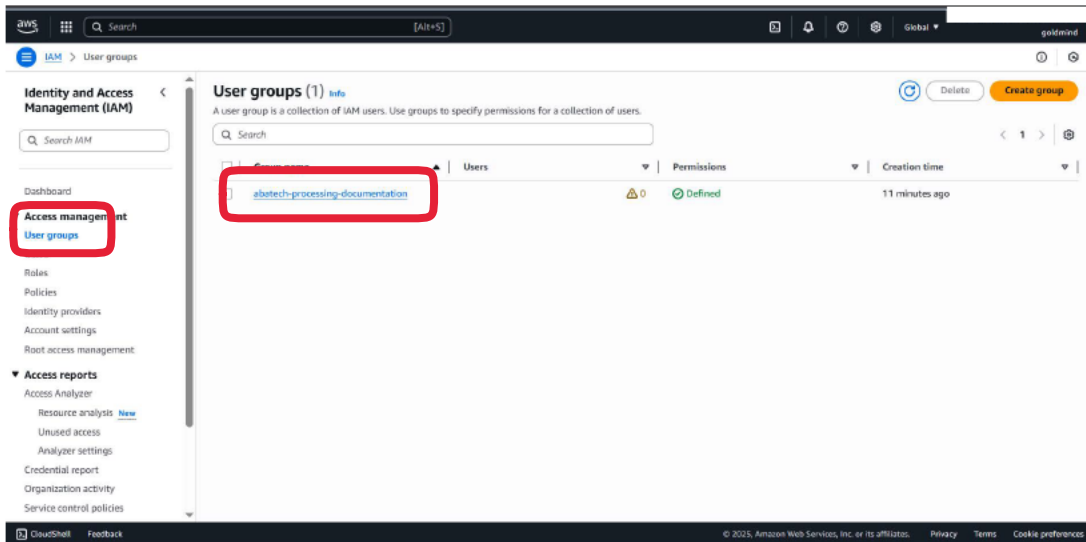 aws
Search
[Alt+S]
Global
goldmind
IAM > User groups
Identity and Access Management (IAM)
Search IAM
Dashboard
Access management
User groups
Roles
Policies
Identity providers
Account settings
Root access management
Access reports
Access Analyzer
Resource analysis New
Unused access
Analyzer settings
Credential report
Organization activity
Service control policies
User groups (1) Info
Delete
Create group
A user group is a collection of IAM users. Use groups to specify permissions for a collection of users.
Search
1
Group name
Users
Permissions
Creation time
abatech-processing-documentation
0
Defined
11 minutes ago
CloudShell
Feedback
© 2025, Amazon Web Services, Inc. or its affiliates.
Privacy
Terms
Cookie preferences